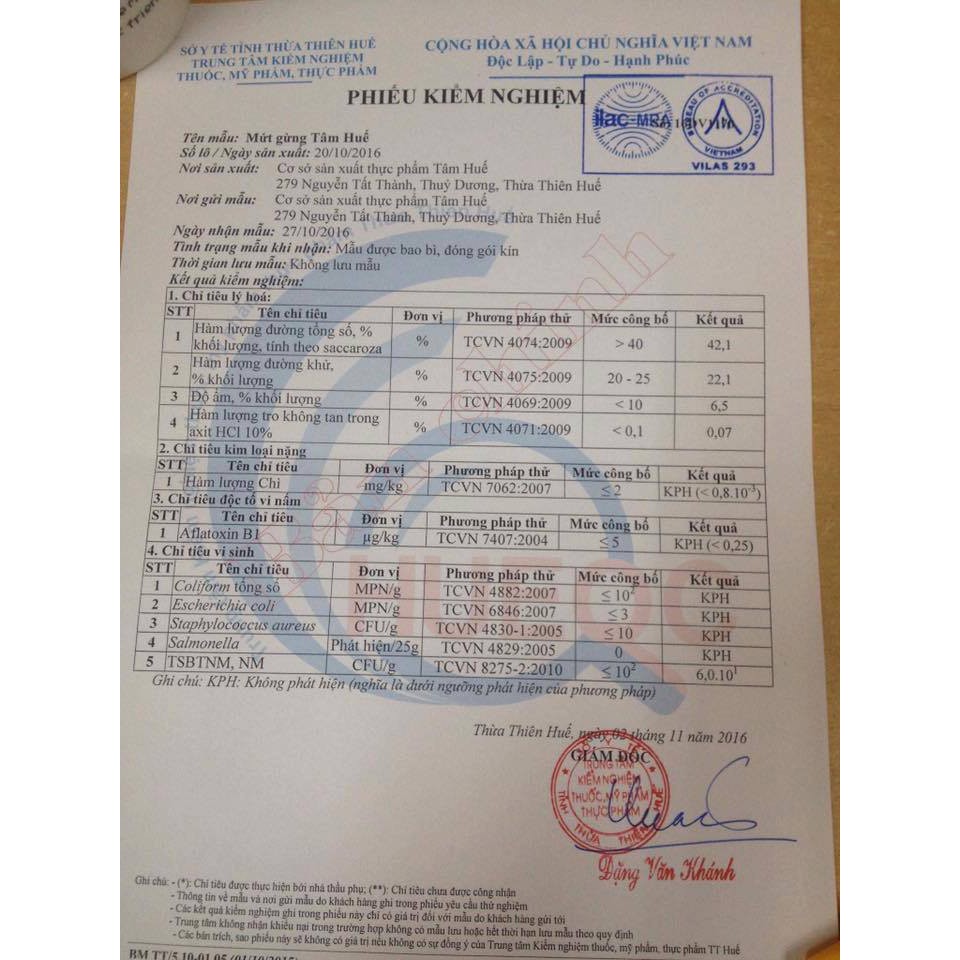 SỞ Y TẾ TỈNH THỪA THIÊN HUẾ
TRUNG TÂM KIỂM NGHIỆM
THUỐC, MỸ PHẨM, THỰC PHẨM
CỘNG HÒA XÃ HỘI CHỦ NGHĨA VIỆT NAM
Độc Lập - Tự Do - Hạnh Phúc
PHIẾU KIỂM NGHIỆM
ilac-MRA
BUREAU OF ACCREDITATION
VIETNAM
VILAS 293
Tên mẫu: Mứt gừng Tâm Huế
Số lô / Ngày sản xuất: 20/10/2016
Nơi sản xuất: Cơ sở sản xuất thực phẩm Tâm Huế
279 Nguyễn Tất Thành, Thuỷ Dương, Thừa Thiên Huế
Nơi gửi mẫu: Cơ sở sản xuất thực phẩm Tâm Huế
279 Nguyễn Tất Thành, Thuỷ Dương, Thừa Thiên Huế
Ngày nhận mẫu: 27/10/2016
Tình trạng mẫu khi nhận: Mẫu được bao bì, đóng gói kín
Thời gian lưu mẫu: Không lưu mẫu
Kết quả kiểm nghiệm:
1. Chỉ tiêu lý hoá:
STT Tên chỉ tiêu Đơn vị Phương pháp thử Mức công bố Kết quả
1 Hàm lượng đường tổng số, % khối lượng, tính theo saccaroza % TCVN 4074:2009 > 40 42,1
2 Hàm lượng đường khử, % khối lượng % TCVN 4075:2009 20 - 25 22,1
3 Độ ẩm, % khối lượng % TCVN 4069:2009 < 10 6,5
4 Hàm lượng tro không tan trong axit HCl 10% % TCVN 4071:2009 < 0,1 0,07
2. Chỉ tiêu kim loại nặng
STT Tên chỉ tiêu Đơn vị Phương pháp thử Mức công bố Kết quả
1 Hàm lượng Chì mg/kg TCVN 7062:2007 ≤ 2 KPH (< 0,8.10⁻³)
3. Chỉ tiêu độc tố vi nấm
STT Tên chỉ tiêu Đơn vị Phương pháp thử Mức công bố Kết quả
1 Aflatoxin B1 µg/kg TCVN 7407:2004 ≤ 5 KPH (< 0,25)
4. Chỉ tiêu vi sinh
STT Tên chỉ tiêu Đơn vị Phương pháp thử Mức công bố Kết quả
1 Coliform tổng số MPN/g TCVN 4882:2007 ≤ 10² KPH
2 Escherichia coli MPN/g TCVN 6846:2007 ≤ 3 KPH
3 Staphylococcus aureus CFU/g TCVN 4830-1:2005 ≤ 10 KPH
4 Salmonella Phát hiện/25g TCVN 4829:2005 0 KPH
5 TSBTNM, NM CFU/g TCVN 8275-2:2010 ≤ 10² 6,0.10¹
Ghi chú: KPH: Không phát hiện (nghĩa là dưới ngưỡng phát hiện của phương pháp)
Bản chính
Thừa Thiên Huế, ngày 02 tháng 11 năm 2016
GIÁM ĐỐC
SỞ Y TẾ
TRUNG TÂM
KIỂM NGHIỆM
THUỐC, MỸ PHẨM
THỰC PHẨM
TỈNH THỪA THIÊN HUẾ
Đặng Văn Khánh
Ghi chú: - (*): Chỉ tiêu được thực hiện bởi nhà thầu phụ; (**): Chỉ tiêu chưa được công nhận
- Thông tin về mẫu và nơi gửi mẫu do khách hàng ghi trong phiếu yêu cầu thử nghiệm
- Các kết quả kiểm nghiệm ghi trong phiếu này chỉ có giá trị đối với mẫu do khách hàng gửi tới
- Trung tâm không nhận khiếu nại trong trường hợp không có mẫu lưu hoặc hết thời hạn lưu mẫu theo quy định
- Các bản trích, sao phiếu này sẽ không có giá trị nếu không có sự đồng ý của Trung tâm Kiểm nghiệm thuốc, mỹ phẩm, thực phẩm TT Huế